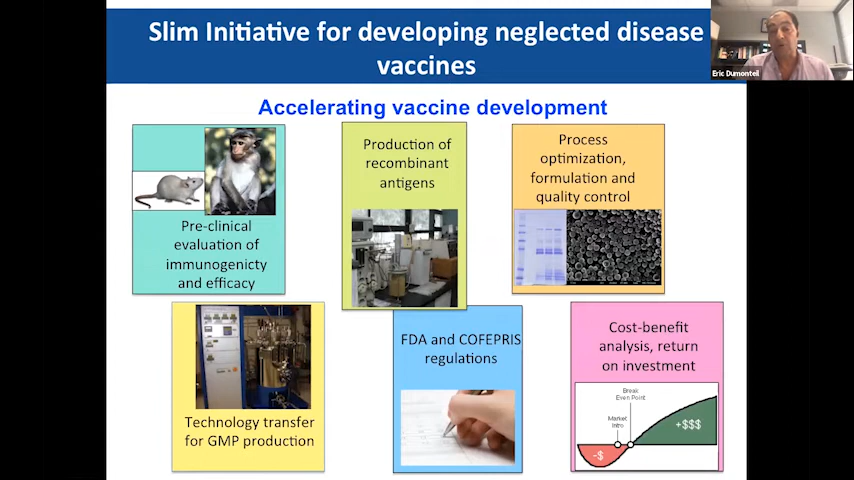 Slim Initiative for developing neglected disease
vaccines
Eric Dumonteil
Accelerating vaccine development
Pre-clinical
evaluation of
immunogenicty
and efficacy
Production of
recombinant
antigens
Process
optimization,
formulation and
quality control
Technology transfer
for GMP production
FDA and COFEPRIS
regulations
Cost-benefit
analysis, return
on investment
Break
Even Point
Market
Intro
+$$$
-$